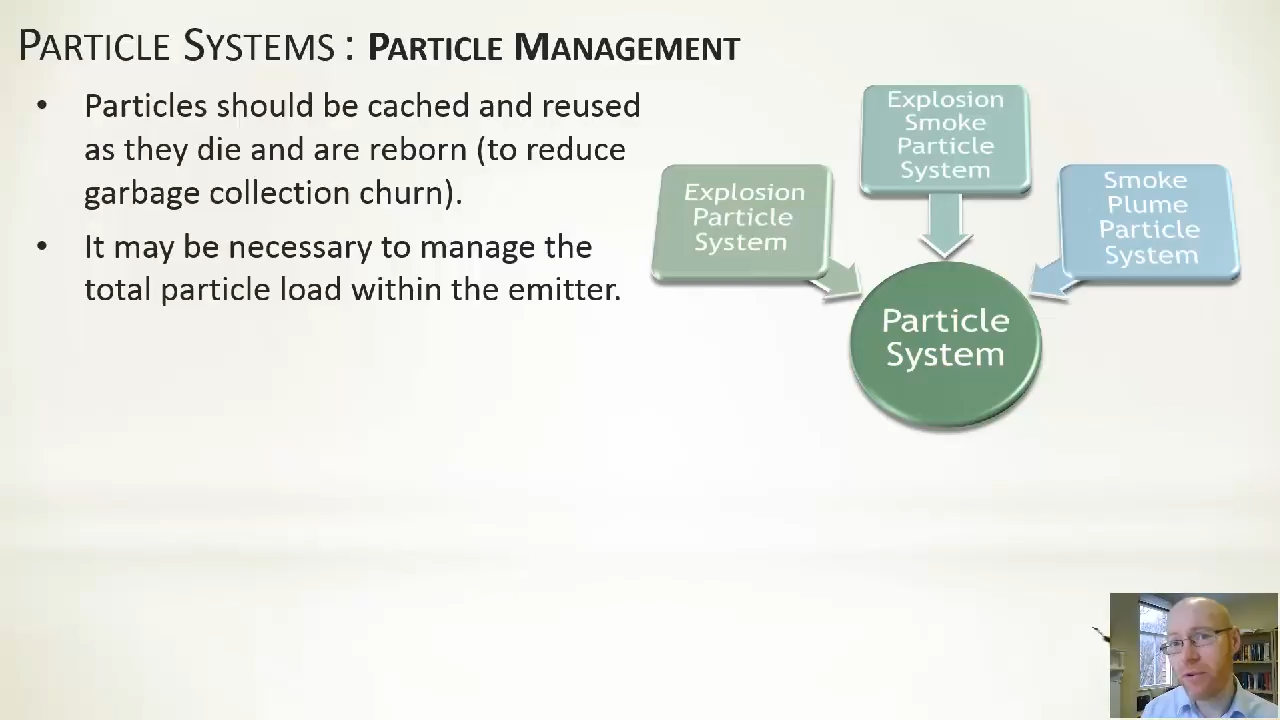 PARTICLE SYSTEMS : PARTICLE MANAGEMENT
• Particles should be cached and reused
as they die and are reborn (to reduce
garbage collection churn).
• It may be necessary to manage the
total particle load within the emitter.
Explosion
Particle
System
Explosion
Smoke
Particle
System
Smoke
Plume
Particle
System
Particle
System